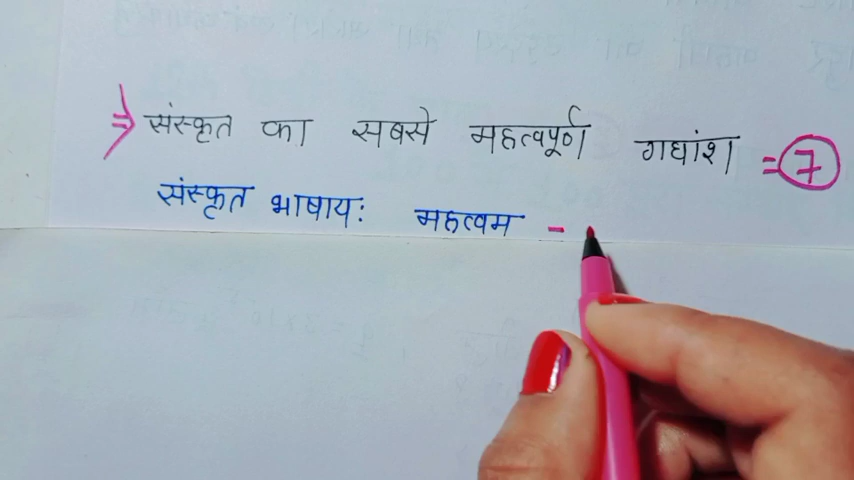 ⇒ संस्कृत का सबसे महत्वपूर्ण गद्यांश = 7
संस्कृत भाषाय: महत्वम -